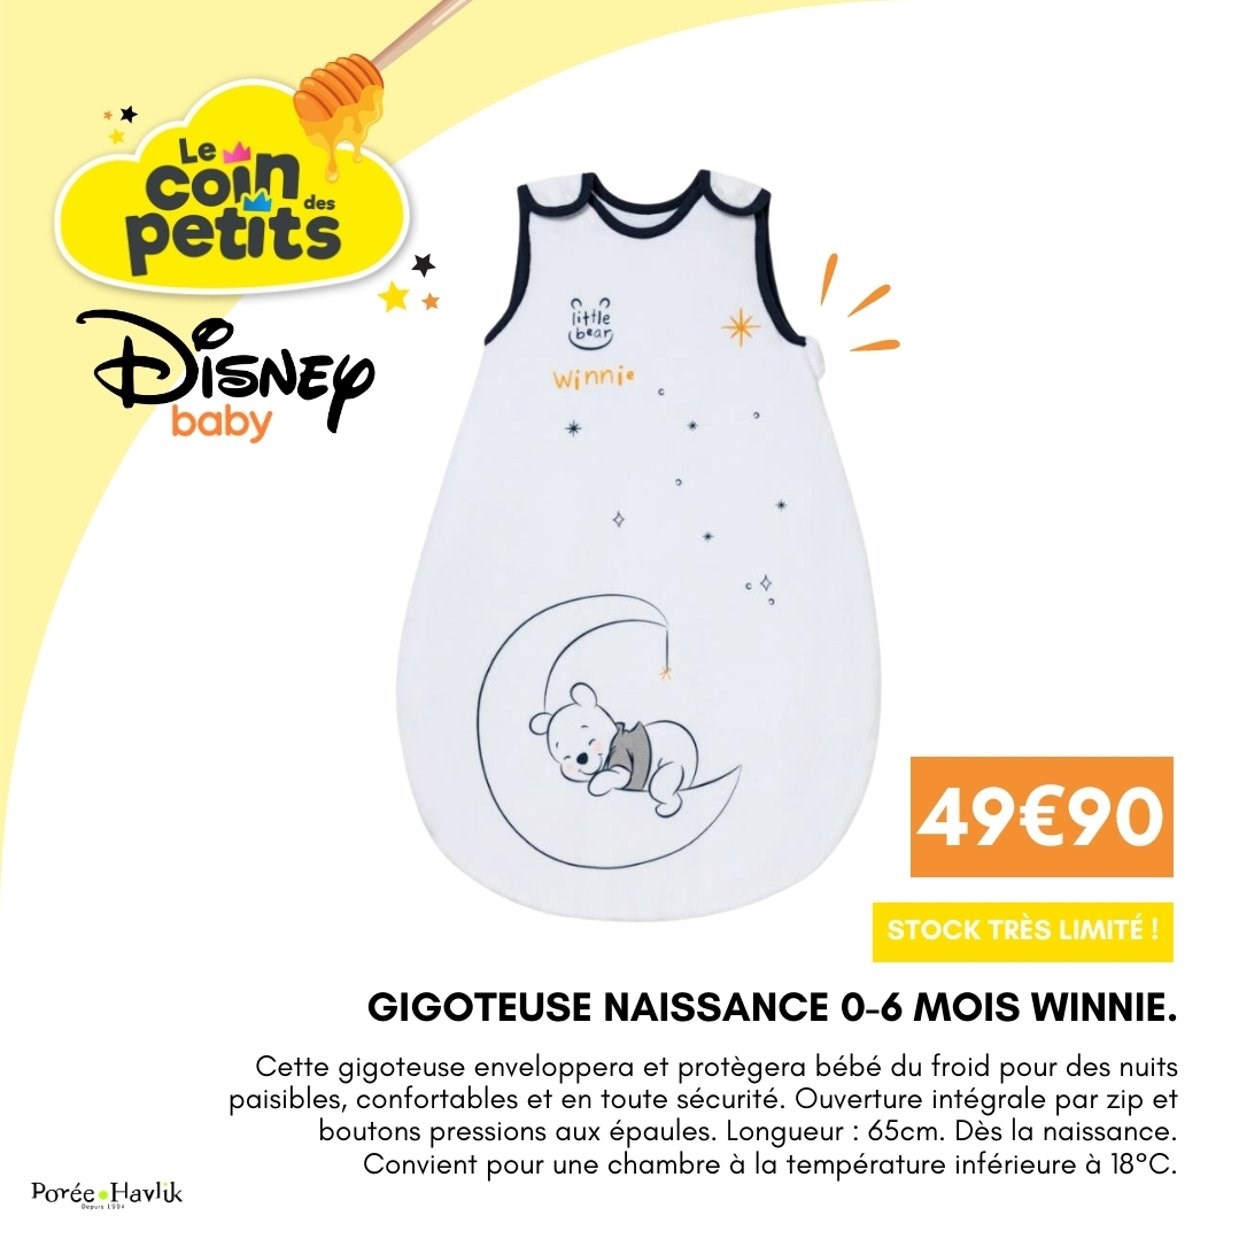 Le
coin
des
petits
Disney
baby
little
bear
winnie
49€90
STOCK TRÈS LIMITÉ !
GIGOTEUSE NAISSANCE 0-6 MOIS WINNIE.
Cette gigoteuse enveloppera et protègera bébé du froid pour des nuits
paisibles, confortables et en toute sécurité. Ouverture intégrale par zip et
boutons pressions aux épaules. Longueur : 65cm. Dès la naissance.
Convient pour une chambre à la température inférieure à 18°C.
Porée•Havlik
Depuis 1994